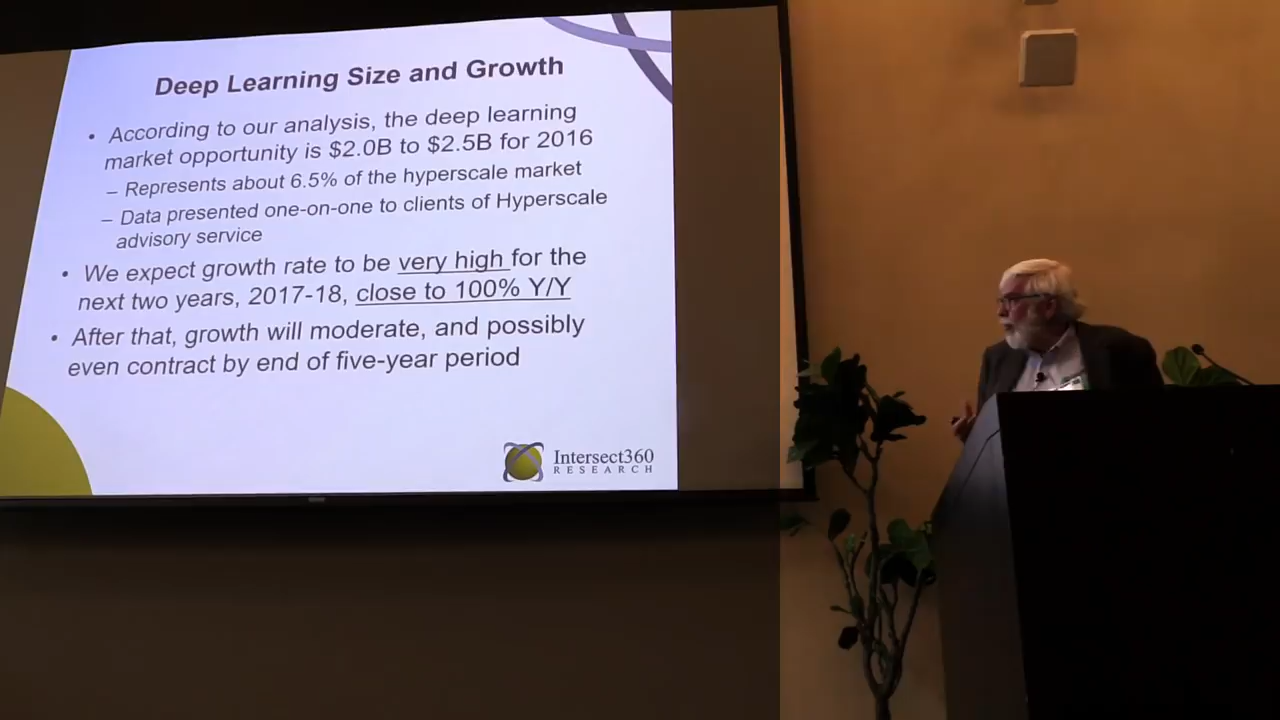 Deep Learning Size and Growth
• According to our analysis, the deep learning
market opportunity is $2.0B to $2.5B for 2016
– Represents about 6.5% of the hyperscale market
– Data presented one-on-one to clients of Hyperscale
advisory service
• We expect growth rate to be very high for the
next two years, 2017-18, close to 100% Y/Y
• After that, growth will moderate, and possibly
even contract by end of five-year period
Intersect360
RESEARCH